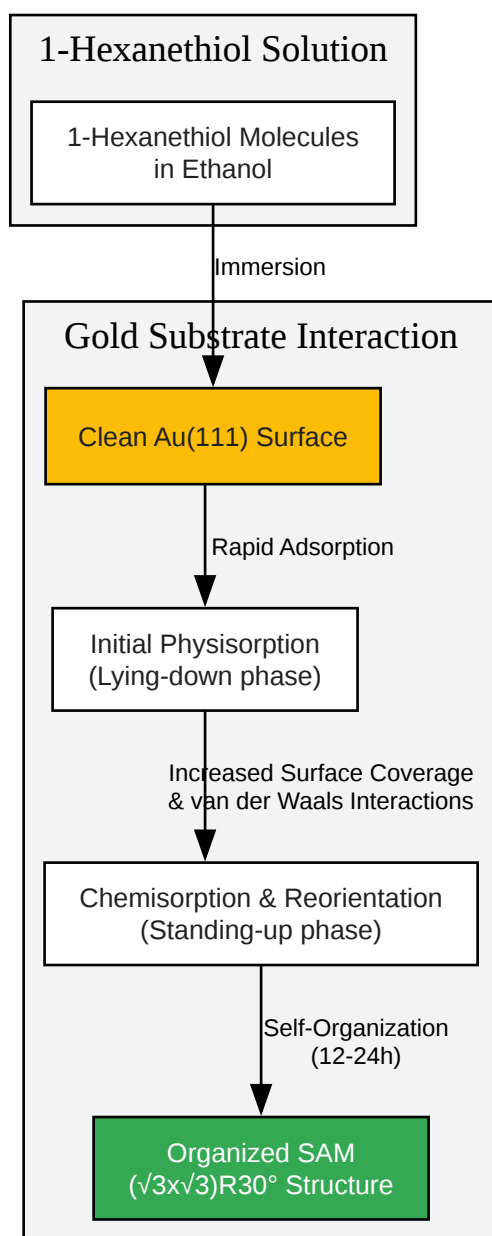 1-Hexanethiol Solution
1-Hexanethiol Molecules
in Ethanol
Immersion
Gold Substrate Interaction
Clean Au(111) Surface
Rapid Adsorption
Initial Physisorption
(Lying-down phase)
Increased Surface Coverage
& van der Waals Interactions
Chemisorption & Reorientation
(Standing-up phase)
Self-Organization
(12-24h)
Organized SAM
(√3x√3)R30° Structure